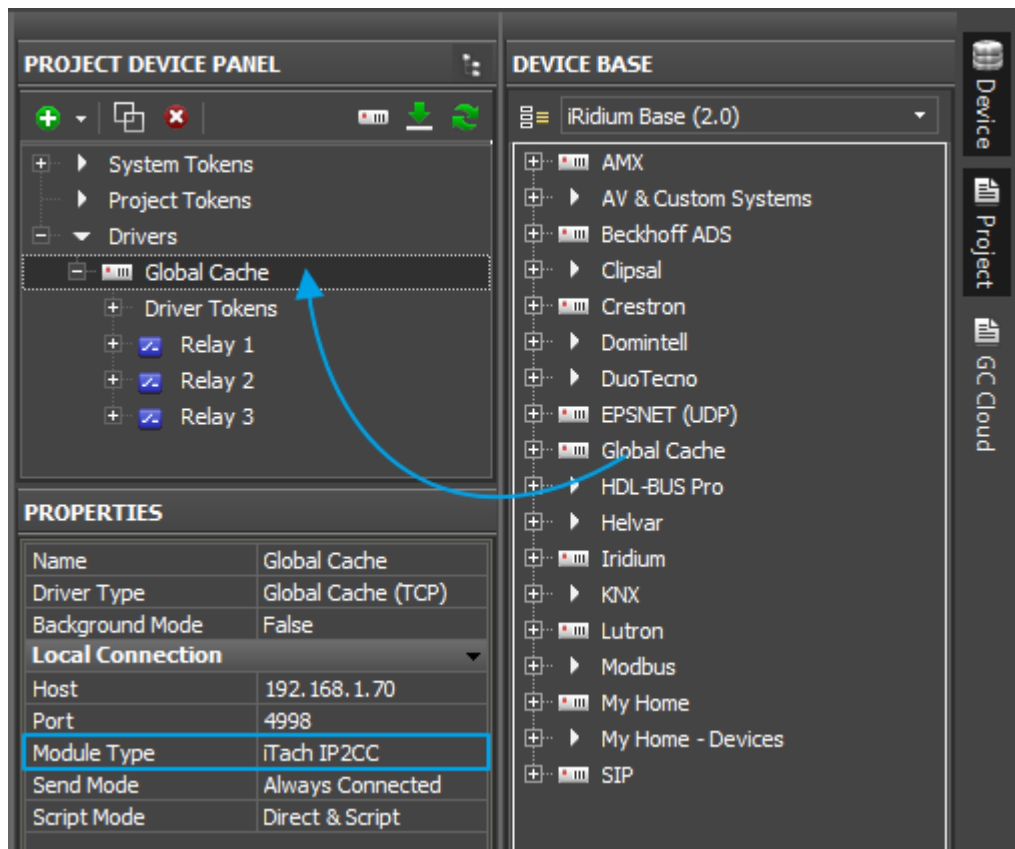 PROJECT DEVICE PANEL
System Tokens
Project Tokens
Drivers
Global Cache
Driver Tokens
Relay 1
Relay 2
Relay 3
PROPERTIES
Name Global Cache
Driver Type Global Cache (TCP)
Background Mode False
Local Connection
Host 192.168.1.70
Port 4998
Module Type iTach IP2CC
Send Mode Always Connected
Script Mode Direct & Script
DEVICE BASE
iRidium Base (2.0)
AMX
AV & Custom Systems
Beckhoff ADS
Clipsal
Crestron
Domintell
DuoTecno
EPSNET (UDP)
Global Cache
HDL-BUS Pro
Helvar
Iridium
KNX
Lutron
Modbus
My Home
My Home - Devices
SIP
Device
Project
GC Cloud